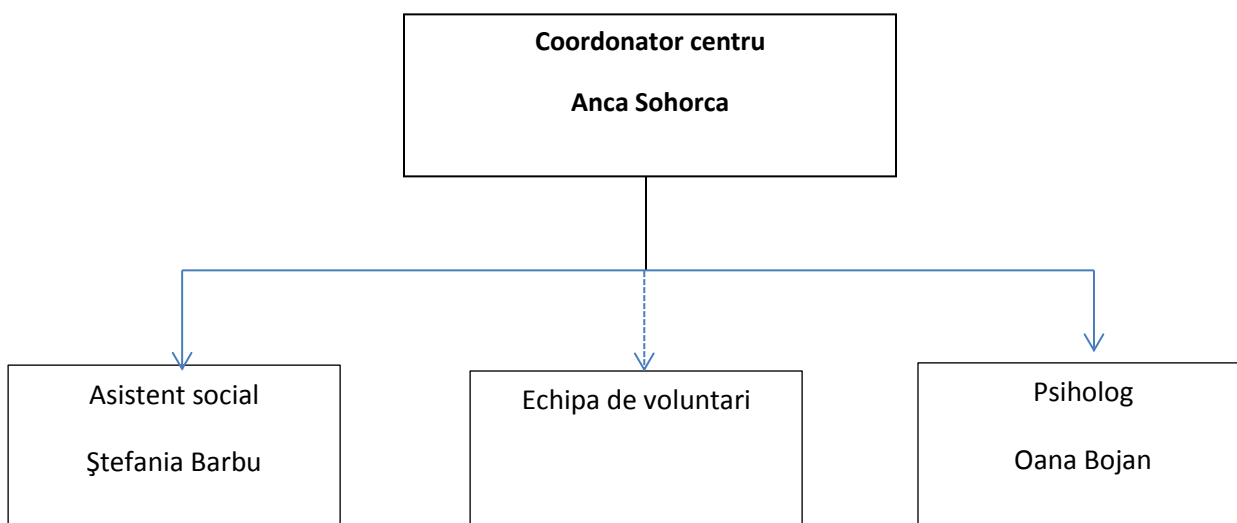 Coordonator centru
Anca Sohorca
Asistent social
Ştefania Barbu
Echipa de voluntari
Psiholog
Oana Bojan